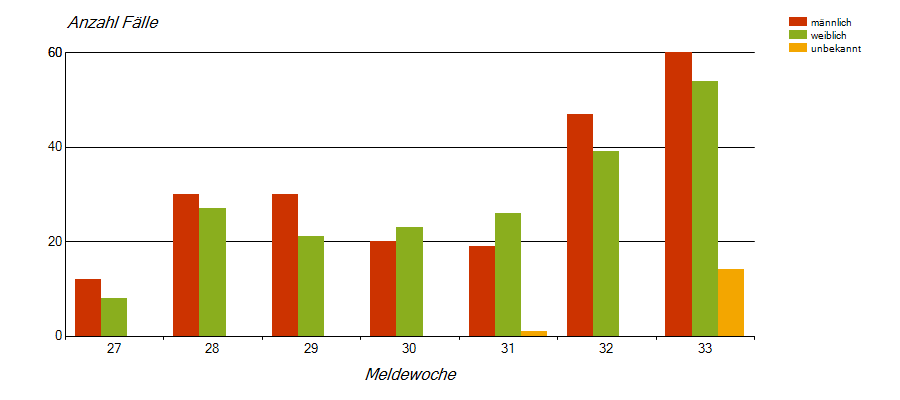 Anzahl Fälle
männlich
weiblich
unbekannt
60
40
20
0
27 28 29 30 31 32 33
Meldewoche